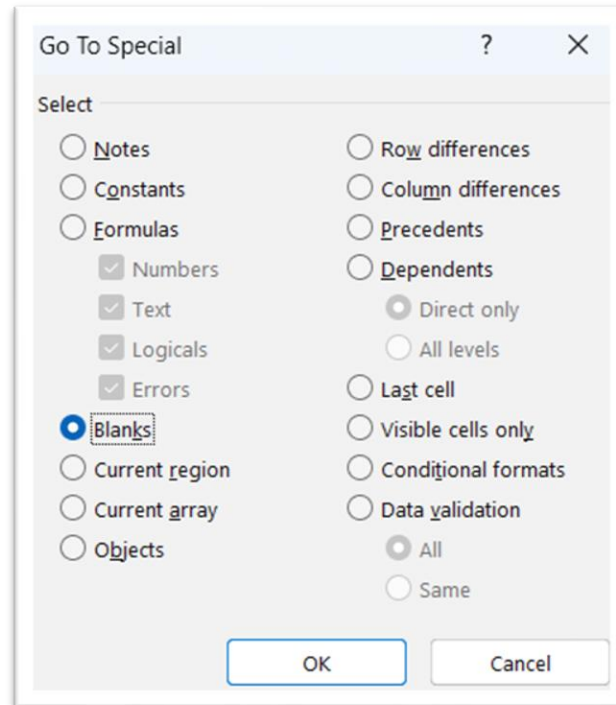 Go To Special ? ×
Select
Notes
Constants
Formulas
Numbers
Text
Logicals
Errors
Blanks
Current region
Current array
Objects
Row differences
Column differences
Precedents
Dependents
Direct only
All levels
Last cell
Visible cells only
Conditional formats
Data validation
All
Same
OK
Cancel